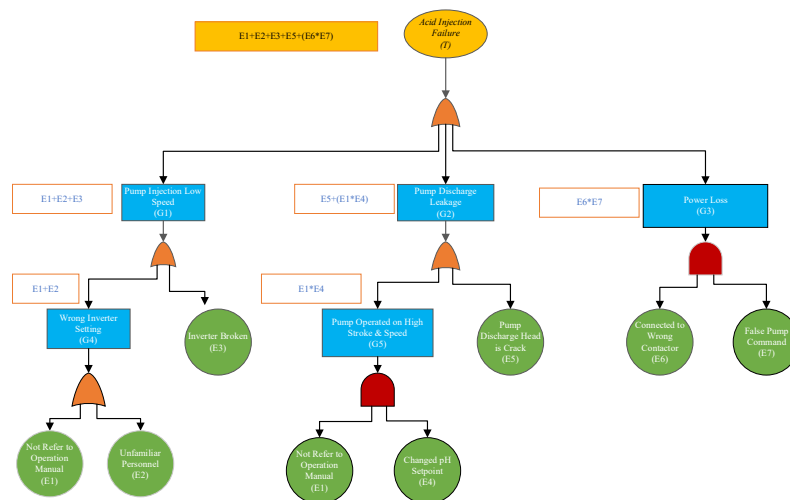 Acid Injection
Failure
(T)
E1+E2+E3+E5+(E6*E7)
E1+E2+E3
Pump Injection Low
Speed
(G1)
E5+(E1*E4)
Pump Discharge
Leakage
(G2)
E6*E7
Power Loss
(G3)
E1+E2
Wrong Inverter
Setting
(G4)
Inverter Broken
(E3)
E1*E4
Pump Operated on High
Stroke & Speed
(G5)
Pump
Discharge Head
is Crack
(E5)
Connected to
Wrong
Contactor
(E6)
False Pump
Command
(E7)
Not Refer to
Operation
Manual
(E1)
Unfamiliar
Personnel
(E2)
Not Refer to
Operation
Manual
(E1)
Changed pH
Setpoint
(E4)